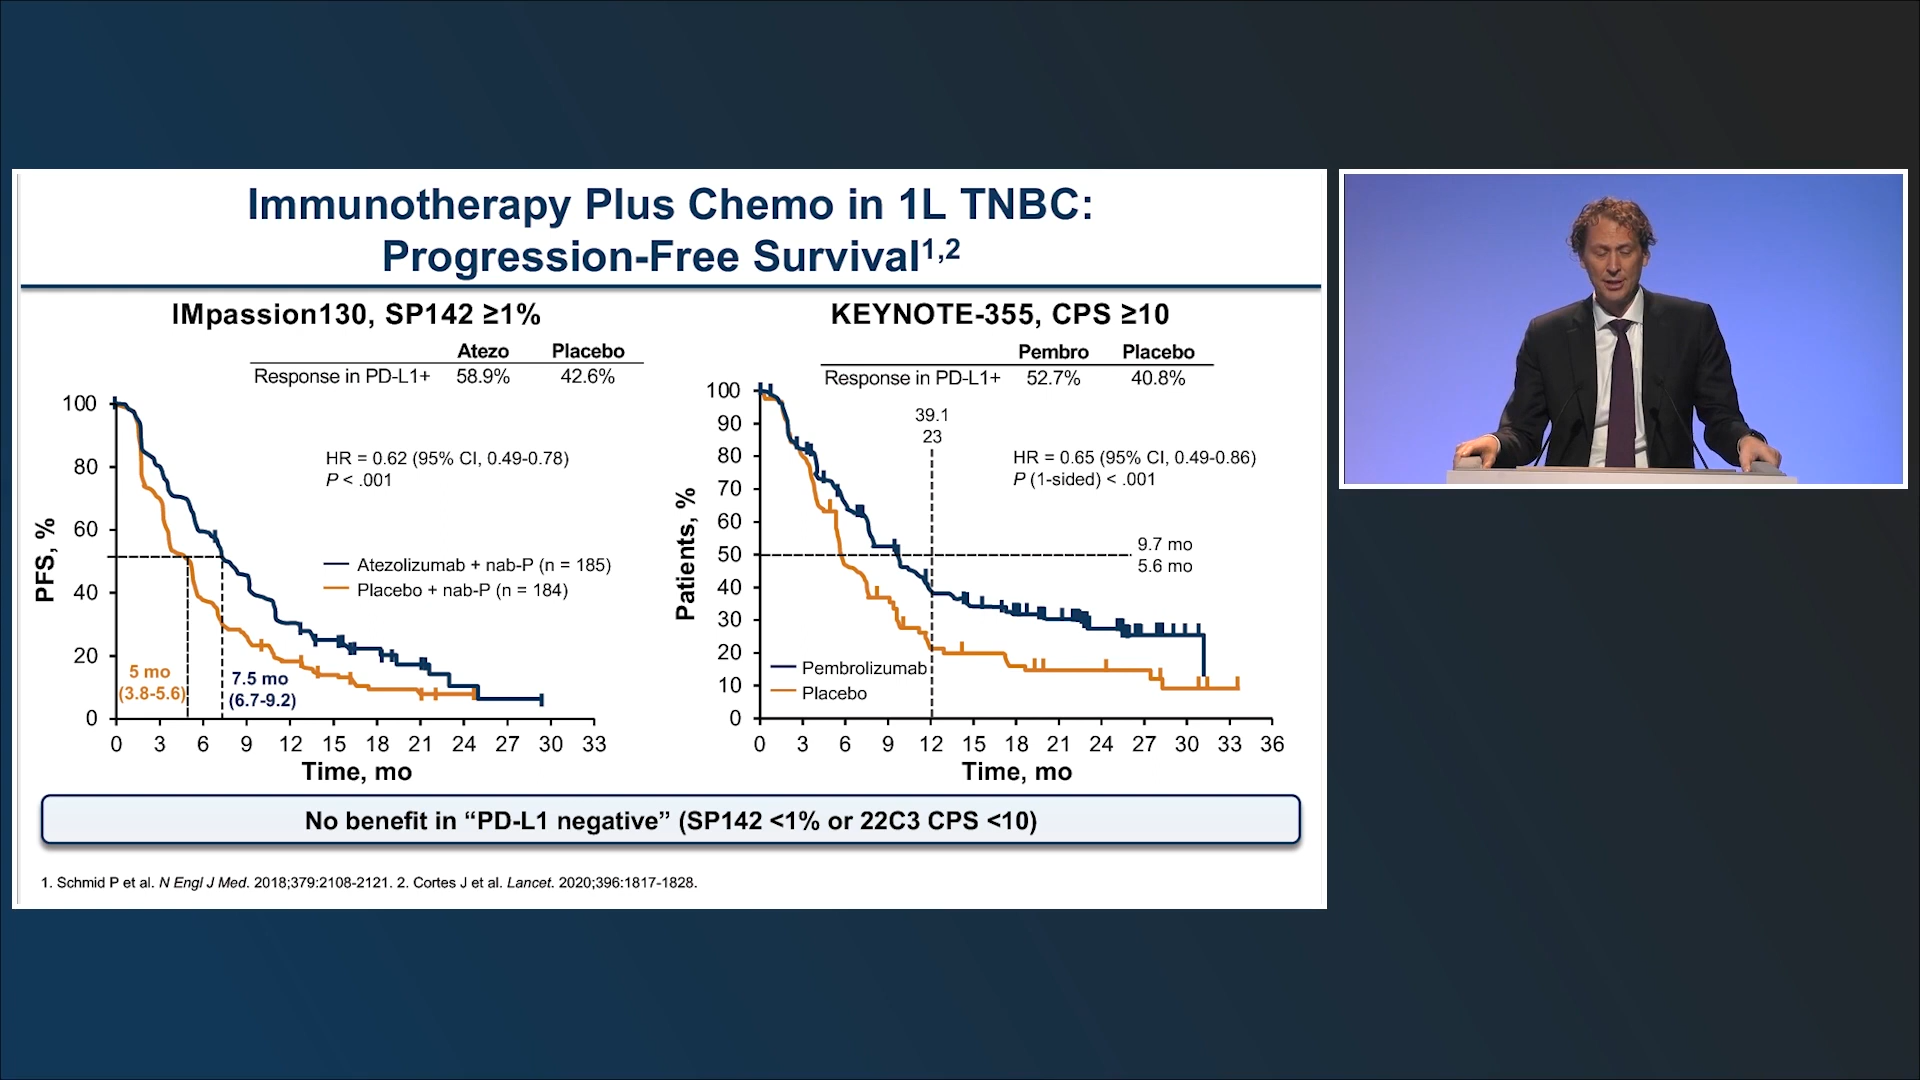 Immunotherapy Plus Chemo in 1L TNBC:
Progression-Free Survival1,2
IMpassion130, SP142 ≥1%
Atezo Placebo
Response in PD-L1+ 58.9% 42.6%
HR = 0.62 (95% CI, 0.49-0.78)
P < .001
Atezolizumab + nab-P (n = 185)
Placebo + nab-P (n = 184)
5 mo
(3.8-5.6)
7.5 mo
(6.7-9.2)
PFS, %
100
80
60
40
20
0
0 3 6 9 12 15 18 21 24 27 30 33
Time, mo
KEYNOTE-355, CPS ≥10
Pembro Placebo
Response in PD-L1+ 52.7% 40.8%
39.1
23
HR = 0.65 (95% CI, 0.49-0.86)
P (1-sided) < .001
9.7 mo
5.6 mo
Pembrolizumab
Placebo
Patients, %
100
90
80
70
60
50
40
30
20
10
0
0 3 6 9 12 15 18 21 24 27 30 33 36
Time, mo
No benefit in “PD-L1 negative” (SP142 <1% or 22C3 CPS <10)
1. Schmid P et al. N Engl J Med. 2018;379:2108-2121. 2. Cortes J et al. Lancet. 2020;396:1817-1828.